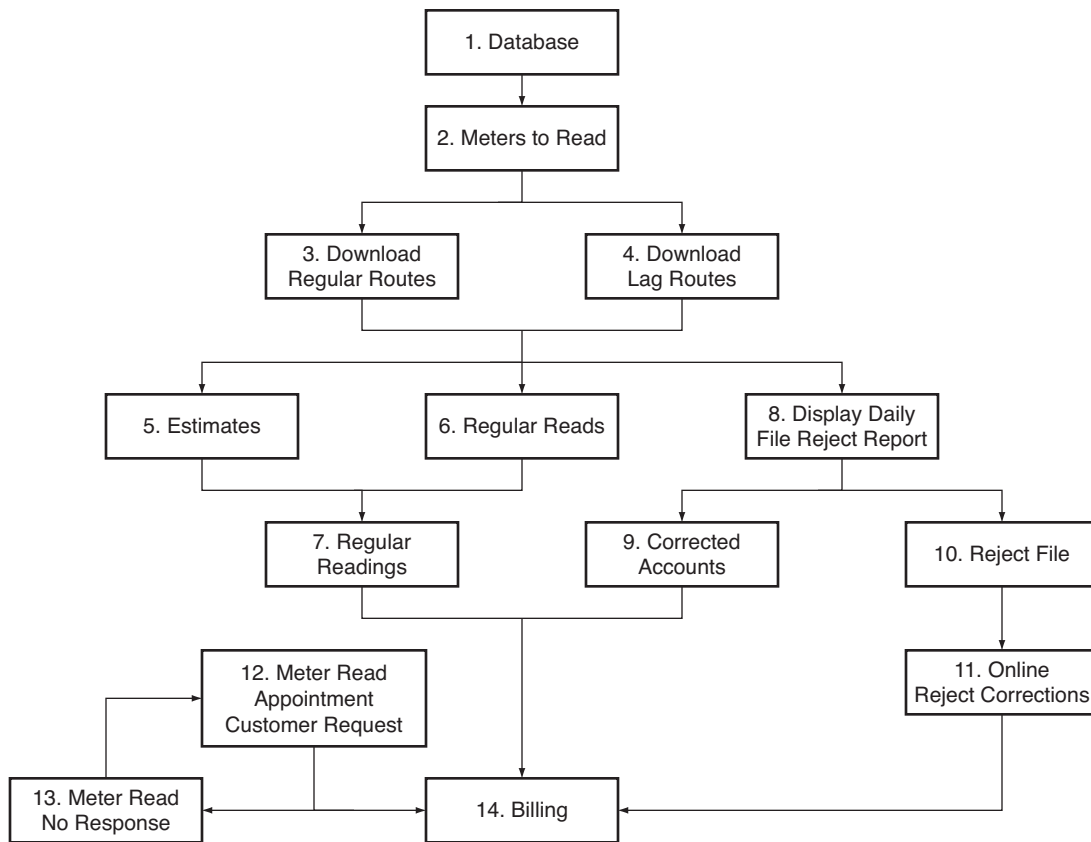 1. Database
2. Meters to Read
3. Download
Regular Routes
4. Download
Lag Routes
5. Estimates
6. Regular Reads
8. Display Daily
File Reject Report
7. Regular
Readings
9. Corrected
Accounts
10. Reject File
12. Meter Read
Appointment
Customer Request
11. Online
Reject Corrections
13. Meter Read
No Response
14. Billing